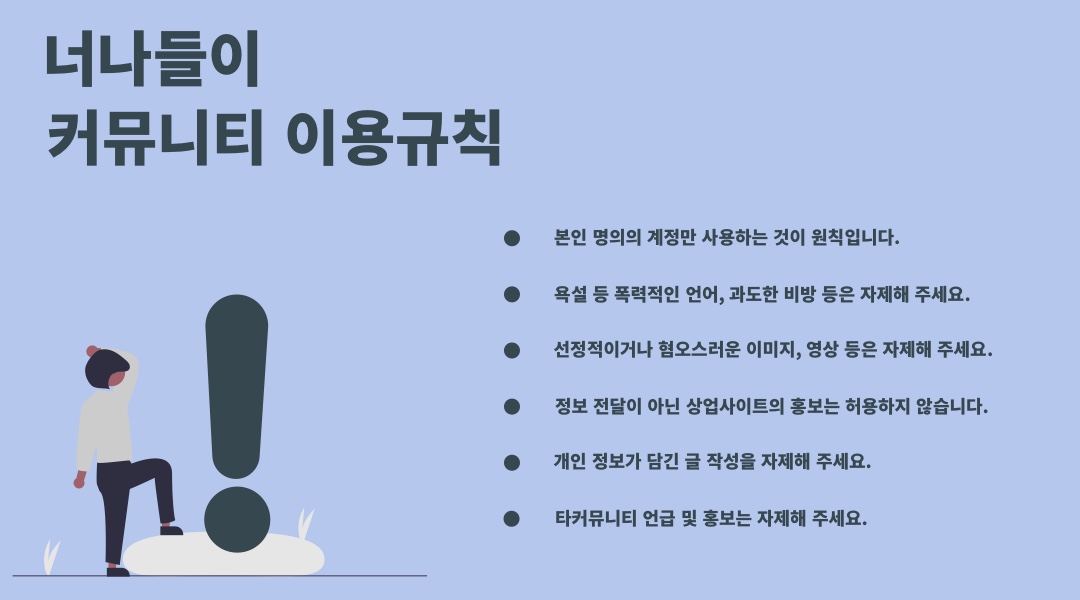 너나들이
커뮤니티 이용규칙
본인 명의의 계정만 사용하는 것이 원칙입니다.
욕설 등 폭력적인 언어, 과도한 비방 등은 자제해 주세요.
선정적이거나 혐오스러운 이미지, 영상 등은 자제해 주세요.
정보 전달이 아닌 상업사이트의 홍보는 허용하지 않습니다.
개인 정보가 담긴 글 작성을 자제해 주세요.
타커뮤니티 언급 및 홍보는 자제해 주세요.